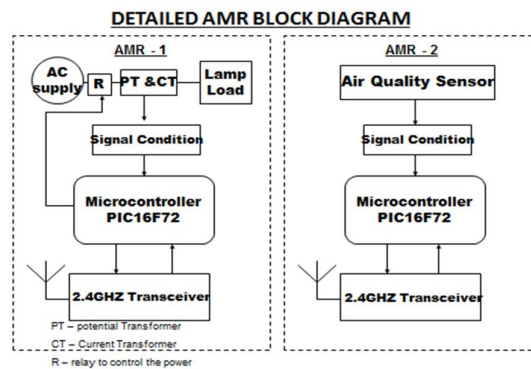 DETAILED AMR BLOCK DIAGRAM
AMR - 1
AC
supply
R
PT &CT
Lamp
Load
Signal Condition
Microcontroller
PIC16F72
2.4GHZ Transceiver
PT – potential Transformer
CT – Current Transformer
R – relay to control the power
AMR - 2
Air Quality Sensor
Signal Condition
Microcontroller
PIC16F72
2.4GHZ Transceiver